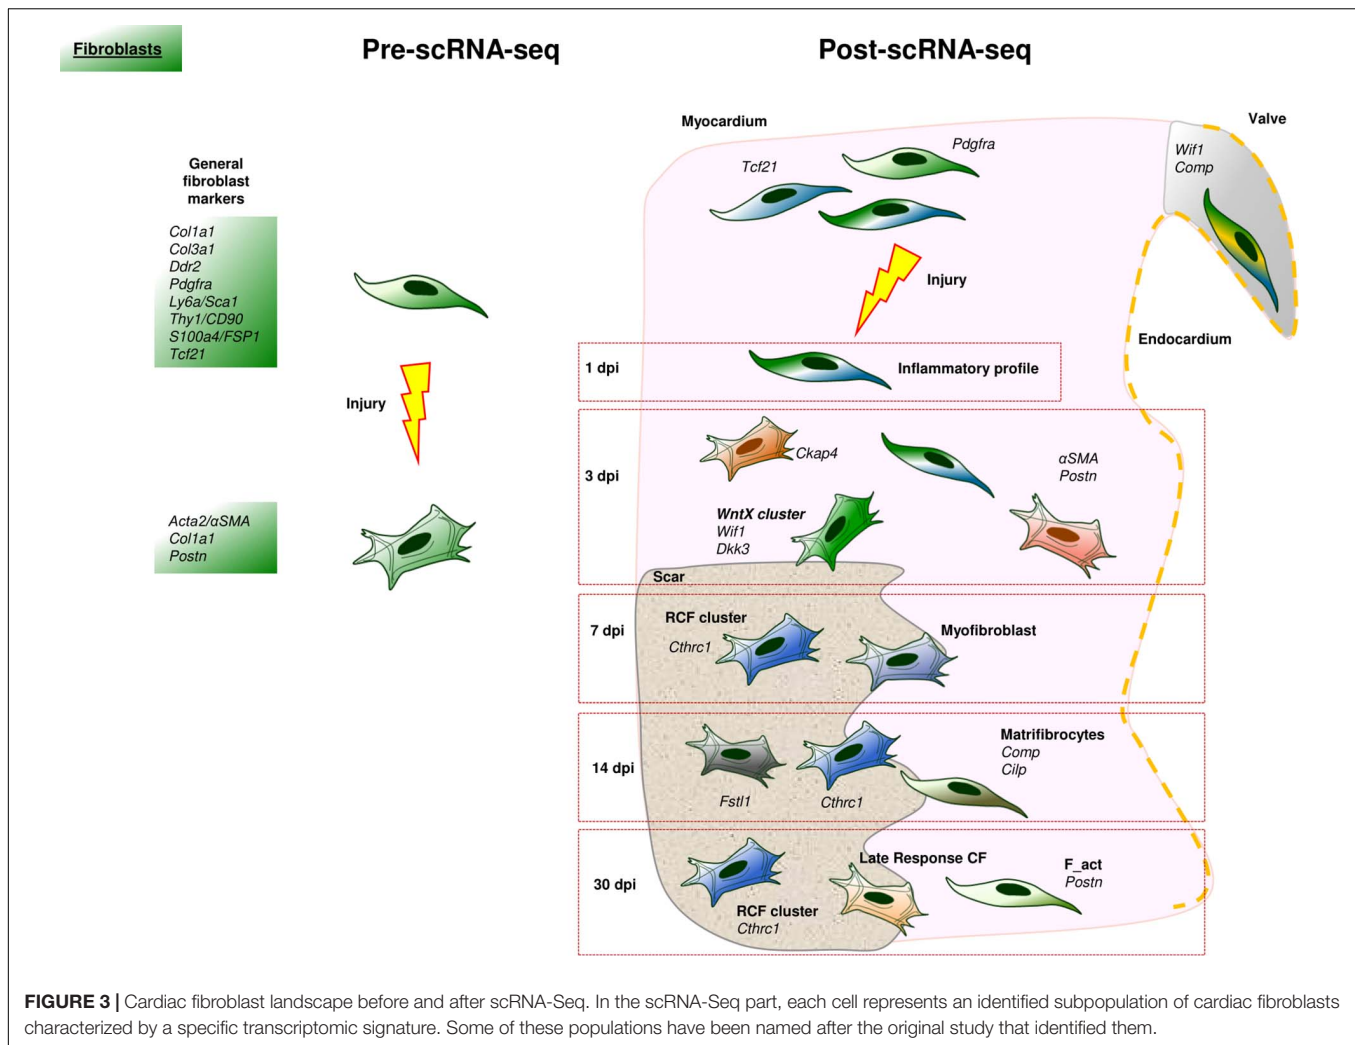 Fibroblasts
Pre-scRNA-seq
Post-scRNA-seq
General
fibroblast
markers
Col1a1
Col3a1
Ddr2
Pdgfra
Ly6a/Sca1
Thy1/CD90
S100a4/FSP1
Tcf21
Injury
Acta2/αSMA
Col1a1
Postn
Myocardium
Valve
Tcf21
Pdgfra
Wif1
Comp
Injury
Endocardium
1 dpi
Inflammatory profile
3 dpi
Ckap4
αSMA
Postn
WntX cluster
Wif1
Dkk3
Scar
7 dpi
RCF cluster
Cthrc1
Myofibroblast
14 dpi
Fstl1
Cthrc1
Matrifibrocytes
Comp
Cilp
30 dpi
RCF cluster
Cthrc1
Late Response CF
F_act
Postn
FIGURE 3 | Cardiac fibroblast landscape before and after scRNA-Seq. In the scRNA-Seq part, each cell represents an identified subpopulation of cardiac fibroblasts
characterized by a specific transcriptomic signature. Some of these populations have been named after the original study that identified them.